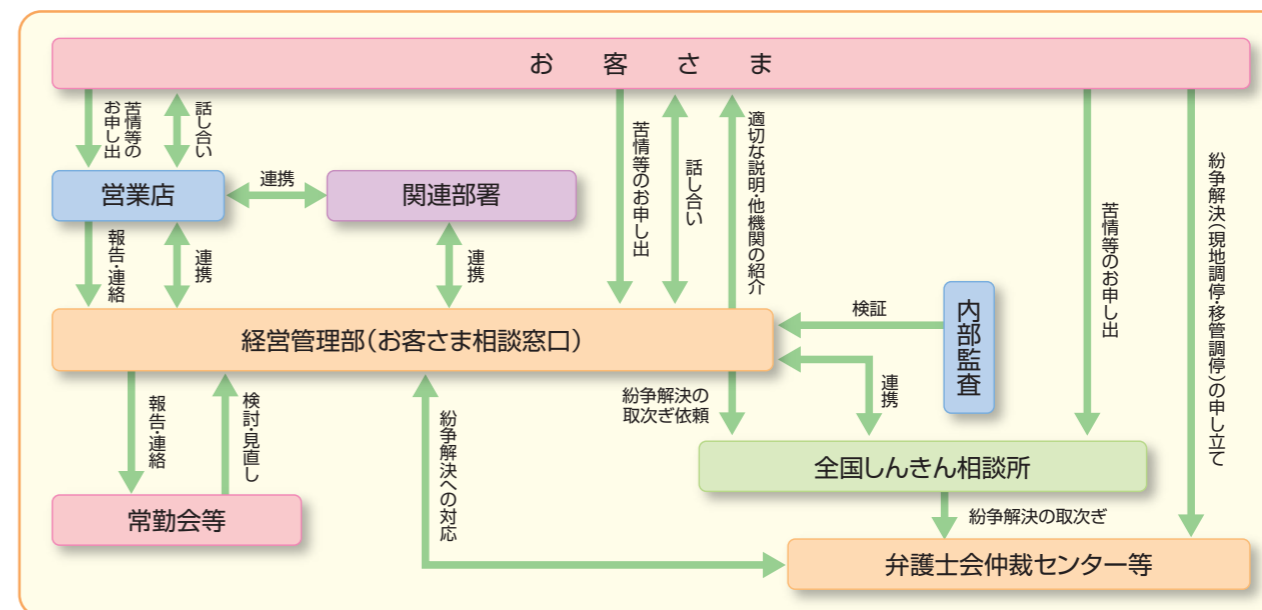 お客さま
苦情等の
お申し出
話し合い
苦情等のお申し出
話し合い
適切な説明・他機関の紹介
苦情等のお申し出
紛争解決（現地調停・移管調停）の申し立て
営業店
連携
関連部署
報告・連絡
連携
連携
経営管理部（お客さま相談窓口）
検証
内部監査
報告・連絡
検討・見直し
紛争解決への対応
紛争解決の
取次ぎ依頼
連携
全国しんきん相談所
常勤会等
紛争解決の取次ぎ
弁護士会仲裁センター等